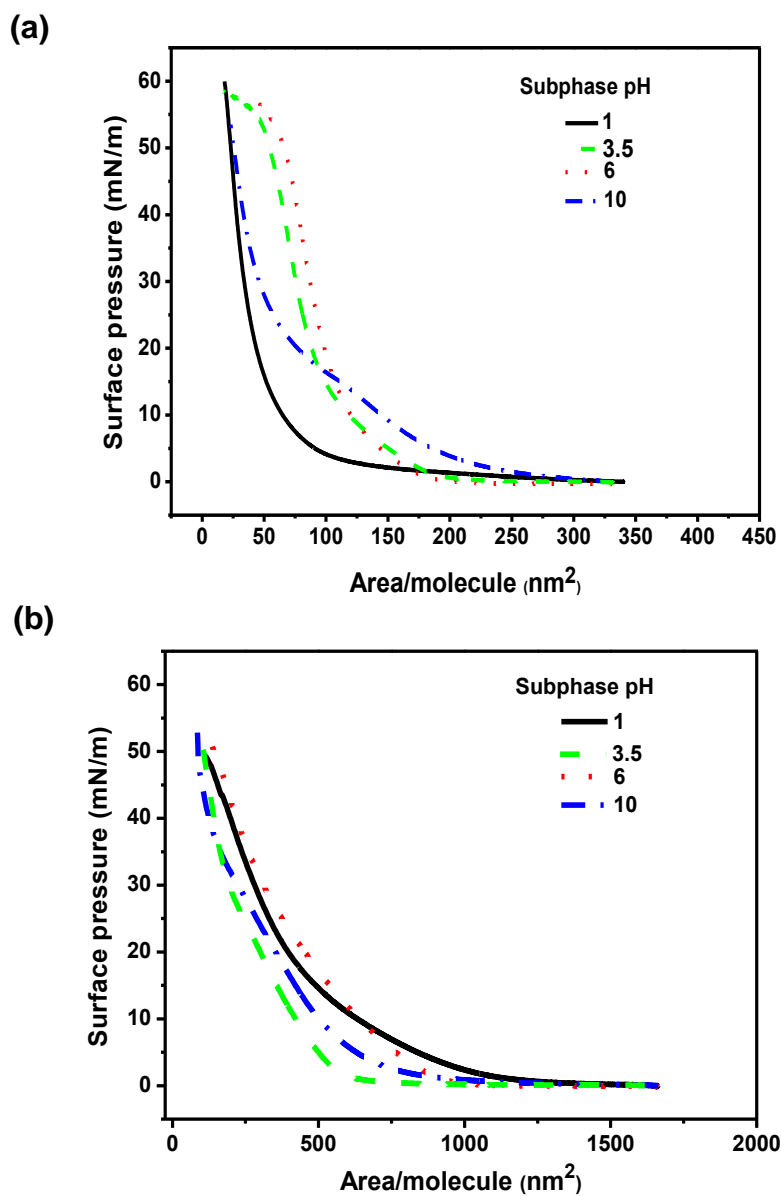 (a)
Surface pressure (mN/m)
60
50
40
30
20
10
0
Subphase pH
1
3.5
6
10
0 50 100 150 200 250 300 350 400 450
Area/molecule (nm²)
(b)
Surface pressure (mN/m)
60
50
40
30
20
10
0
Subphase pH
1
3.5
6
10
0 500 1000 1500 2000
Area/molecule (nm²)